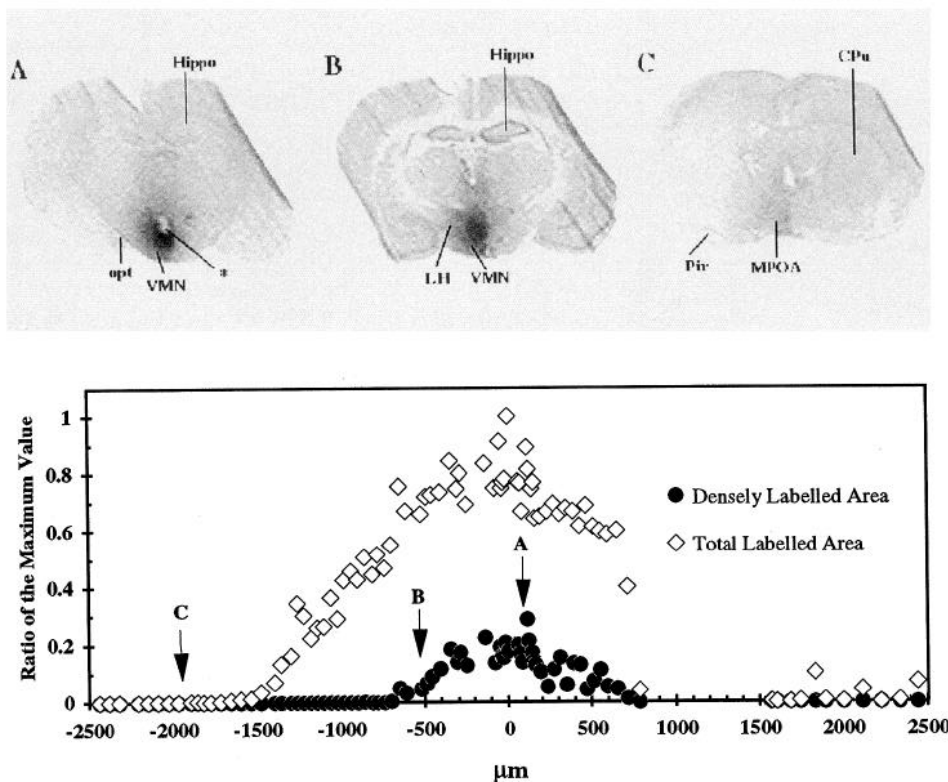 A
Hippo
opt
VMN
*
B
Hippo
LH
VMN
C
CPu
Pir
MPOA
Ratio of the Maximum Value
1
0.8
0.6
0.4
0.2
0
C
B
A
Densely Labelled Area
Total Labelled Area
-2500 -2000 -1500 -1000 -500 0 500 1000 1500 2000 2500
µm